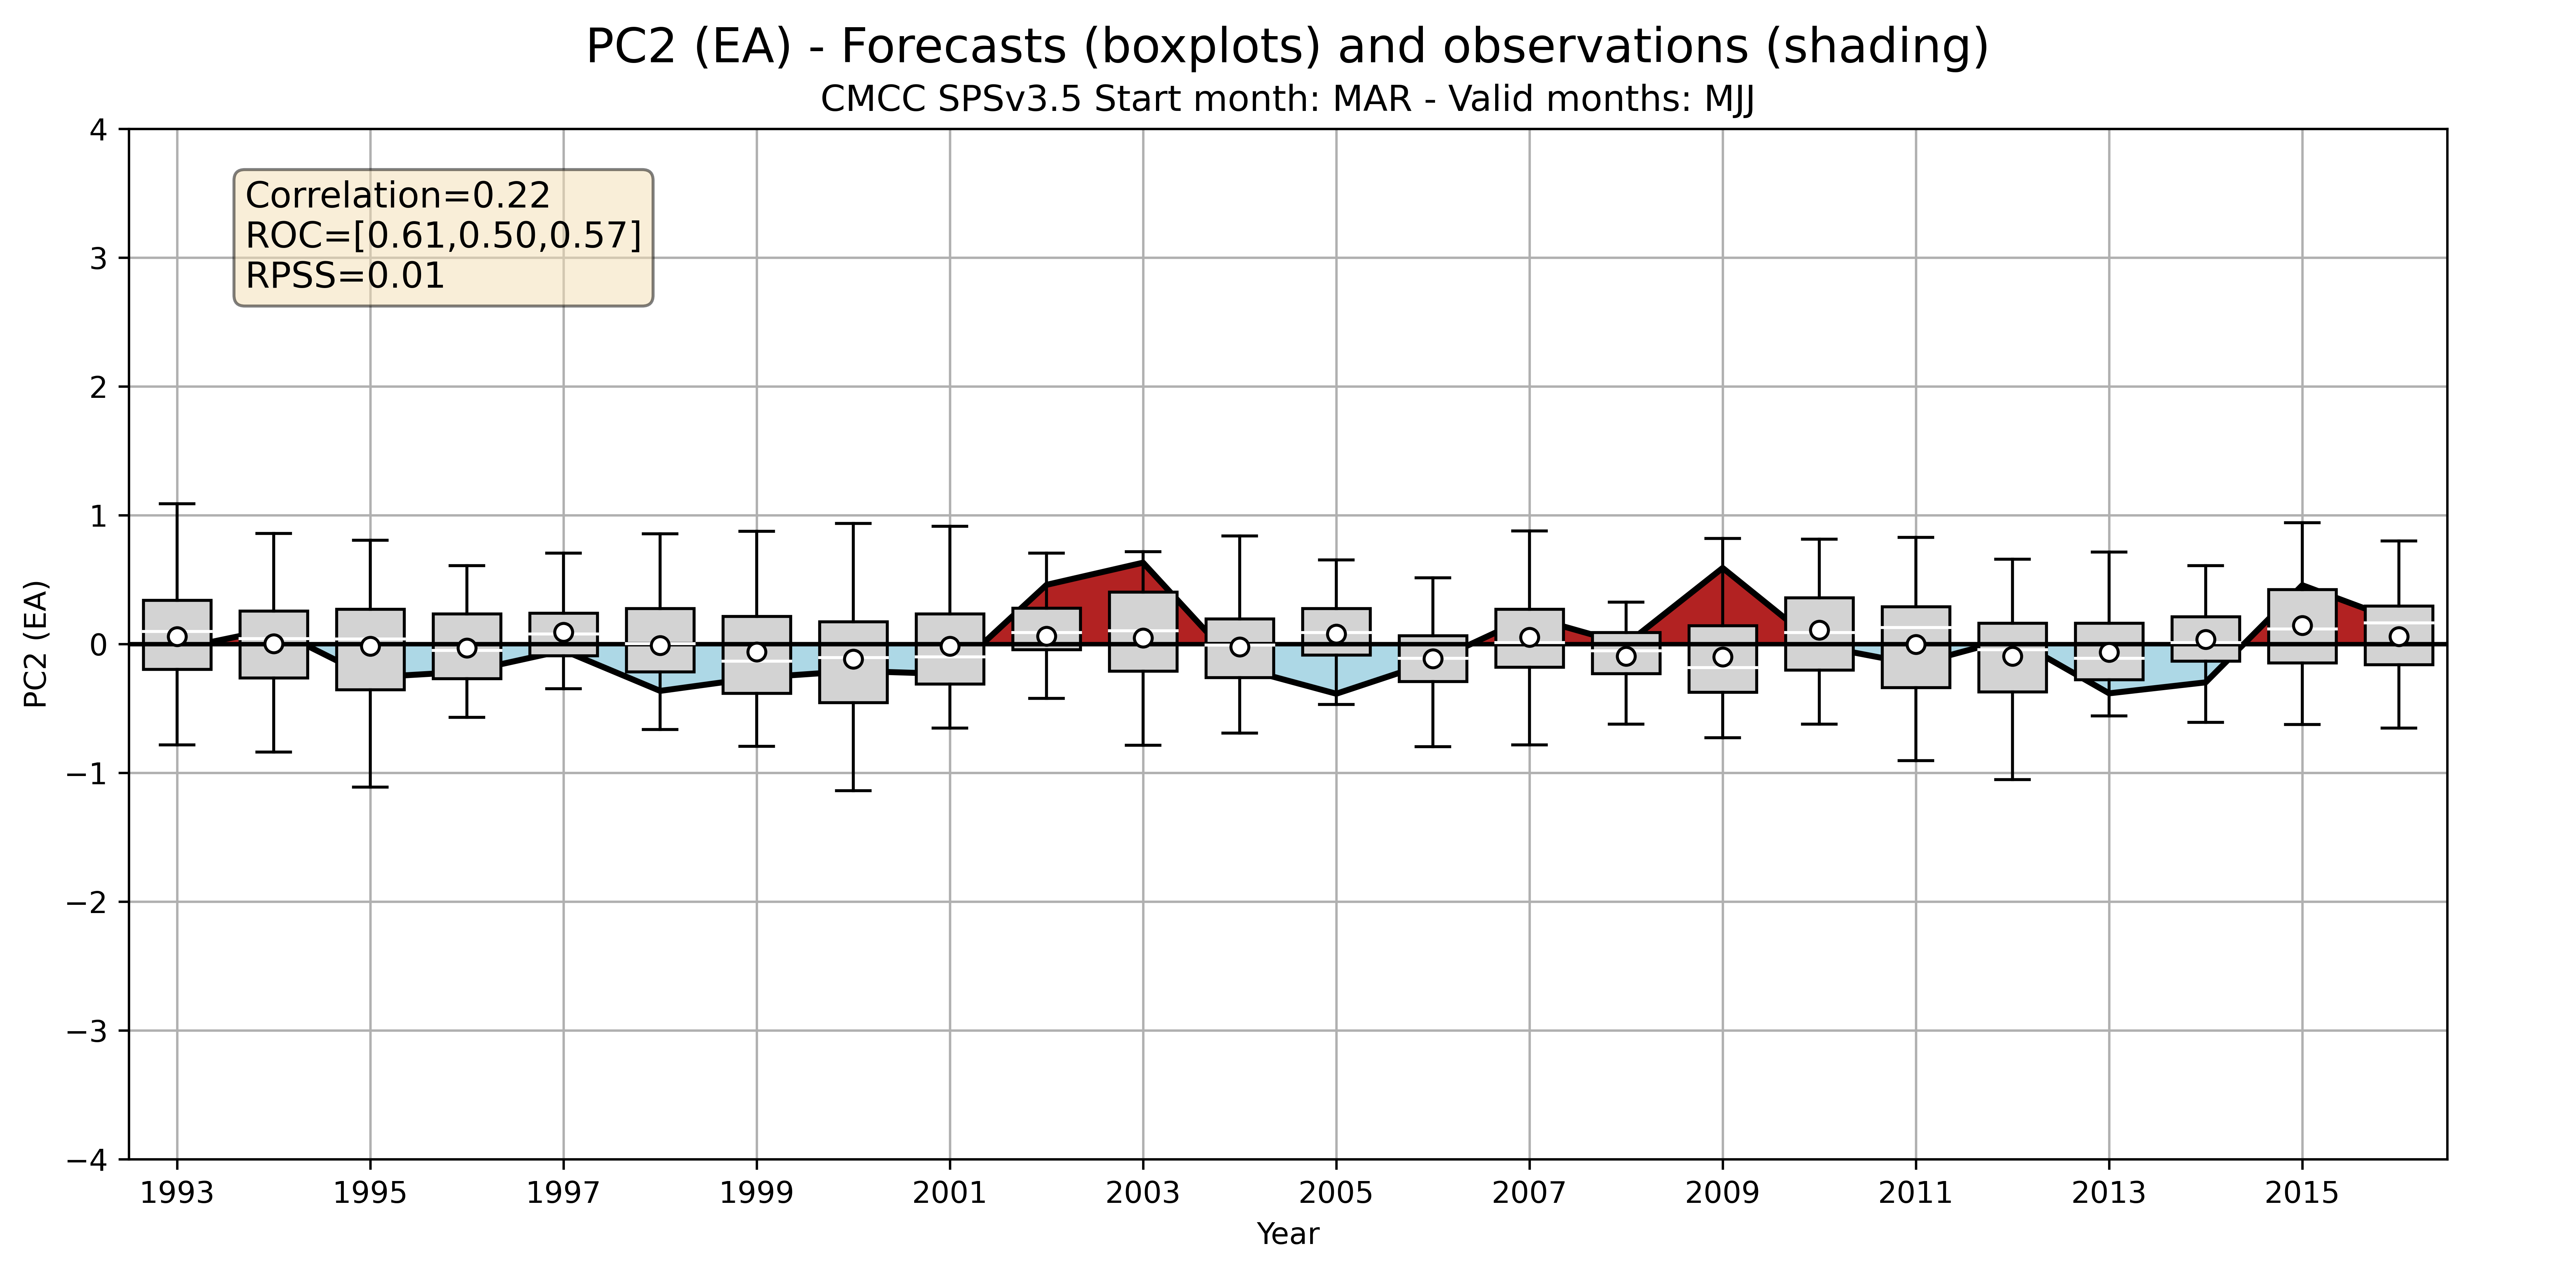 PC2 (EA) - Forecasts (boxplots) and observations (shading)
CMCC SPSv3.5 Start month: MAR - Valid months: MJJ
Correlation=0.22
ROC=[0.61,0.50,0.57]
RPSS=0.01
4
3
2
1
0
−1
−2
−3
−4
PC2 (EA)
1993 1995 1997 1999 2001 2003 2005 2007 2009 2011 2013 2015
Year